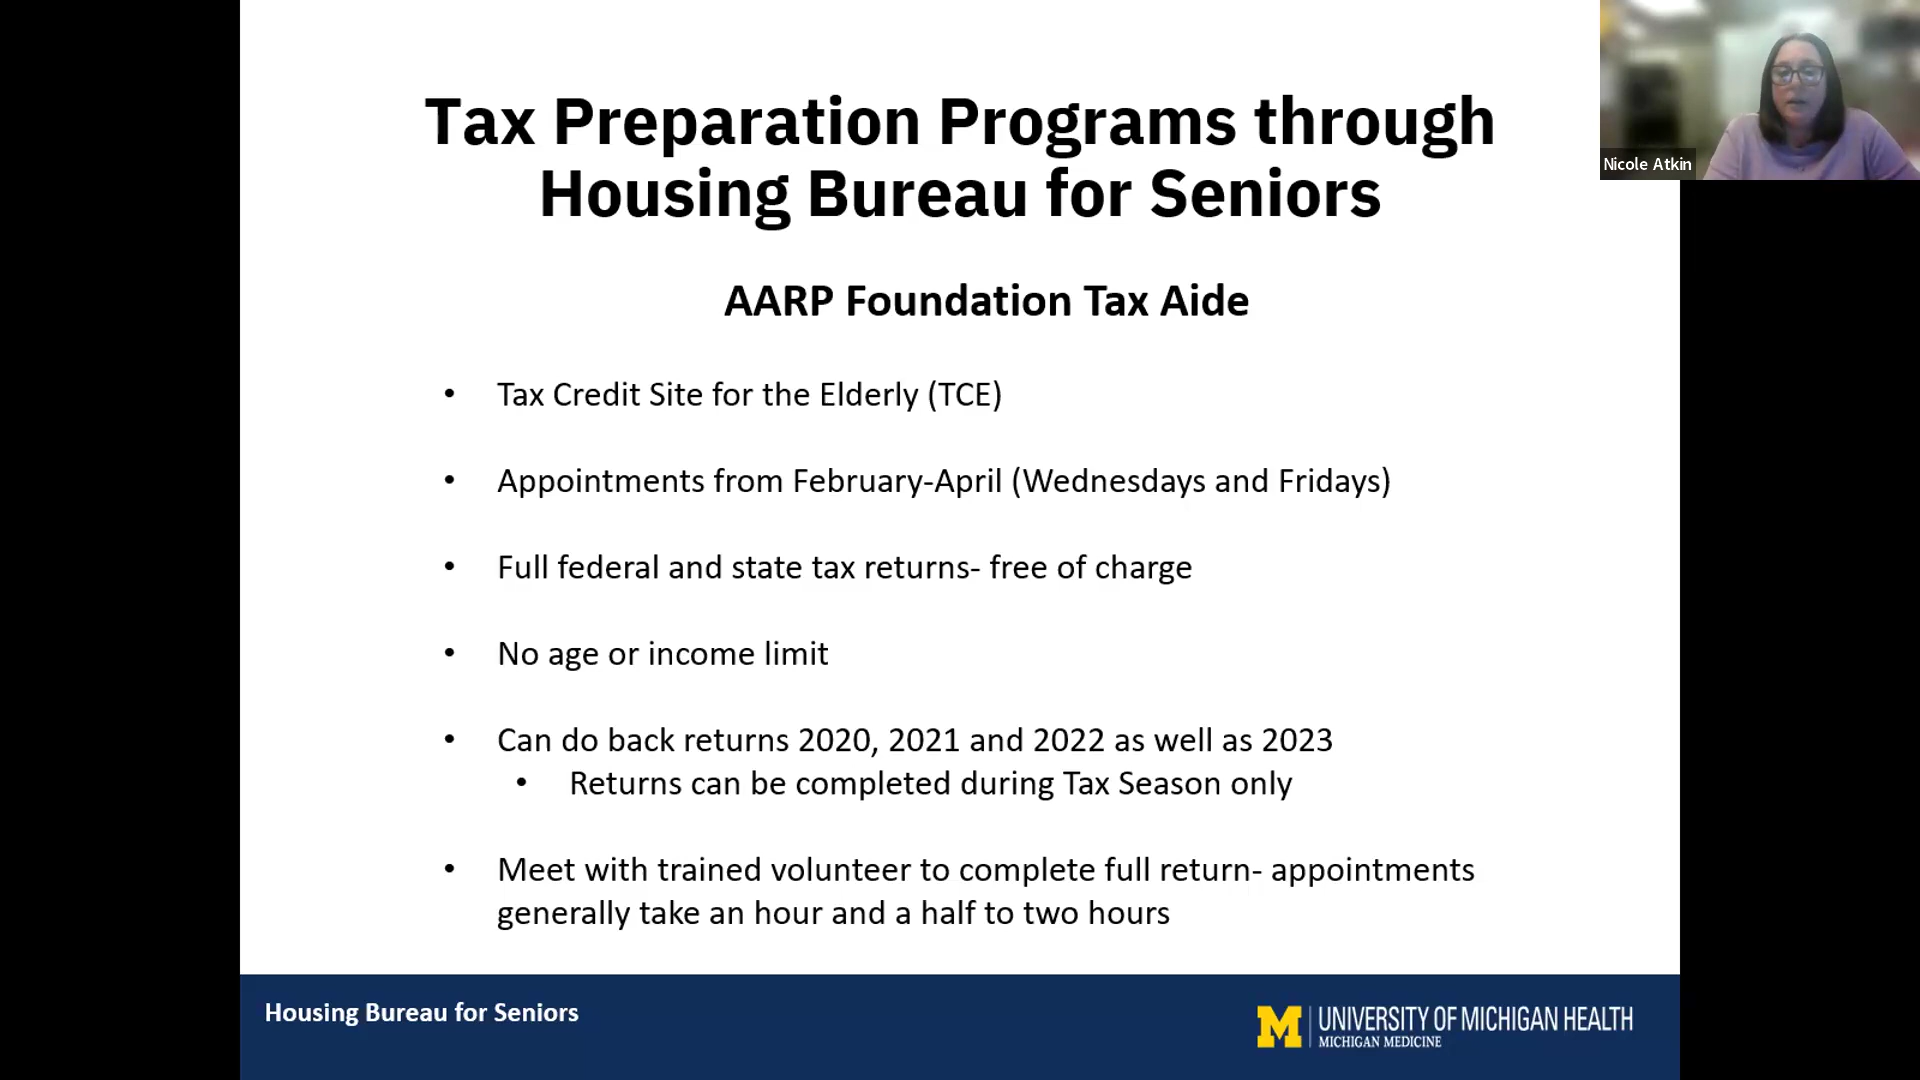 Tax Preparation Programs through
Housing Bureau for Seniors
Nicole Atkin
AARP Foundation Tax Aide
• Tax Credit Site for the Elderly (TCE)
• Appointments from February-April (Wednesdays and Fridays)
• Full federal and state tax returns- free of charge
• No age or income limit
• Can do back returns 2020, 2021 and 2022 as well as 2023
• Returns can be completed during Tax Season only
• Meet with trained volunteer to complete full return- appointments
generally take an hour and a half to two hours
Housing Bureau for Seniors
M UNIVERSITY OF MICHIGAN HEALTH
MICHIGAN MEDICINE